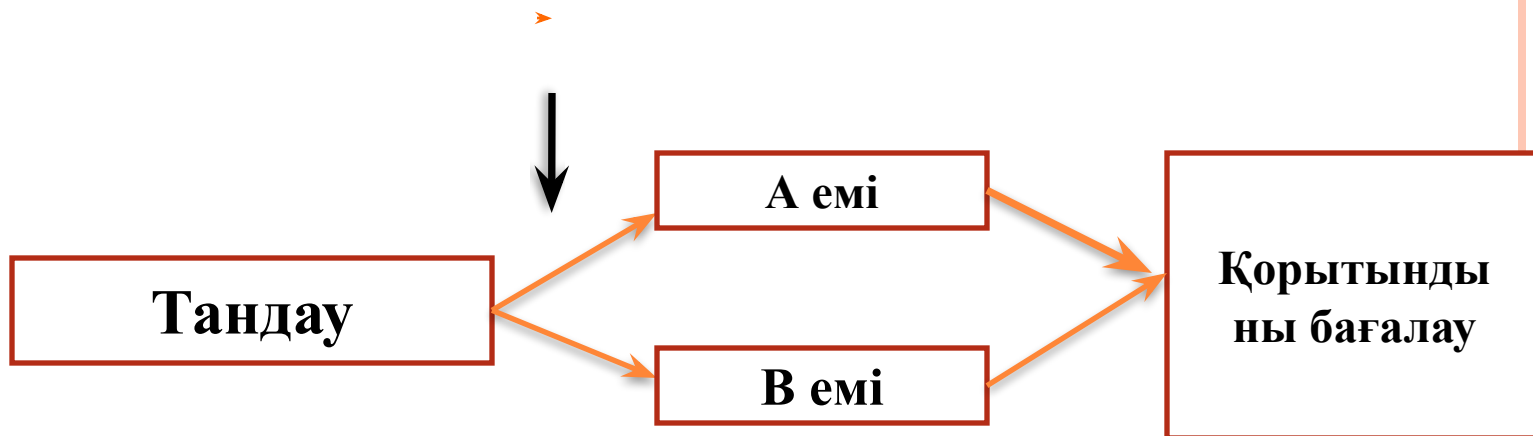 А емі
Тандау
Қорытынды
ны бағалау
В емі